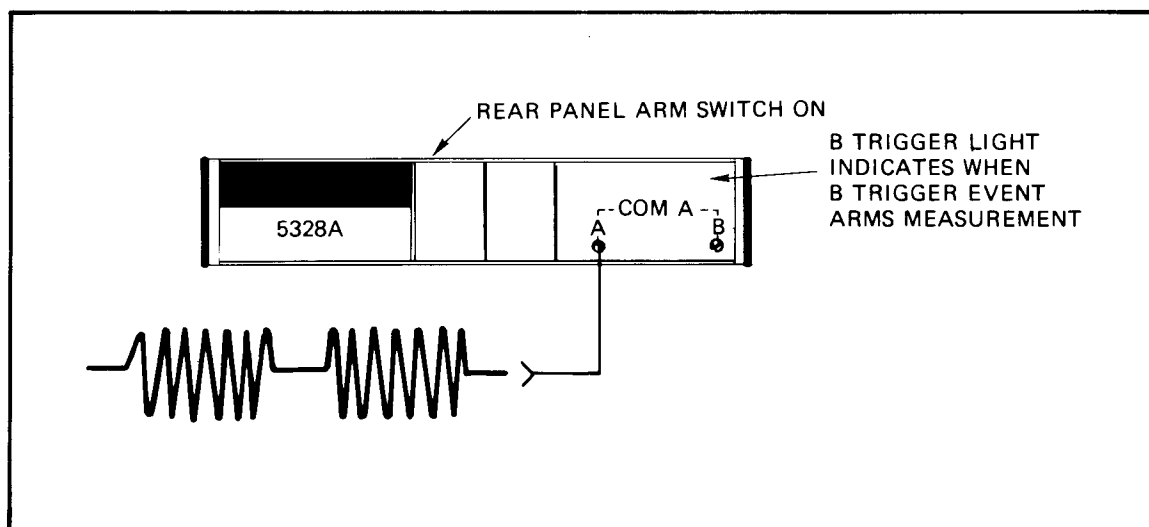 REAR PANEL ARM SWITCH ON
B TRIGGER LIGHT
INDICATES WHEN
B TRIGGER EVENT
ARMS MEASUREMENT
COM A
A
B
5328A